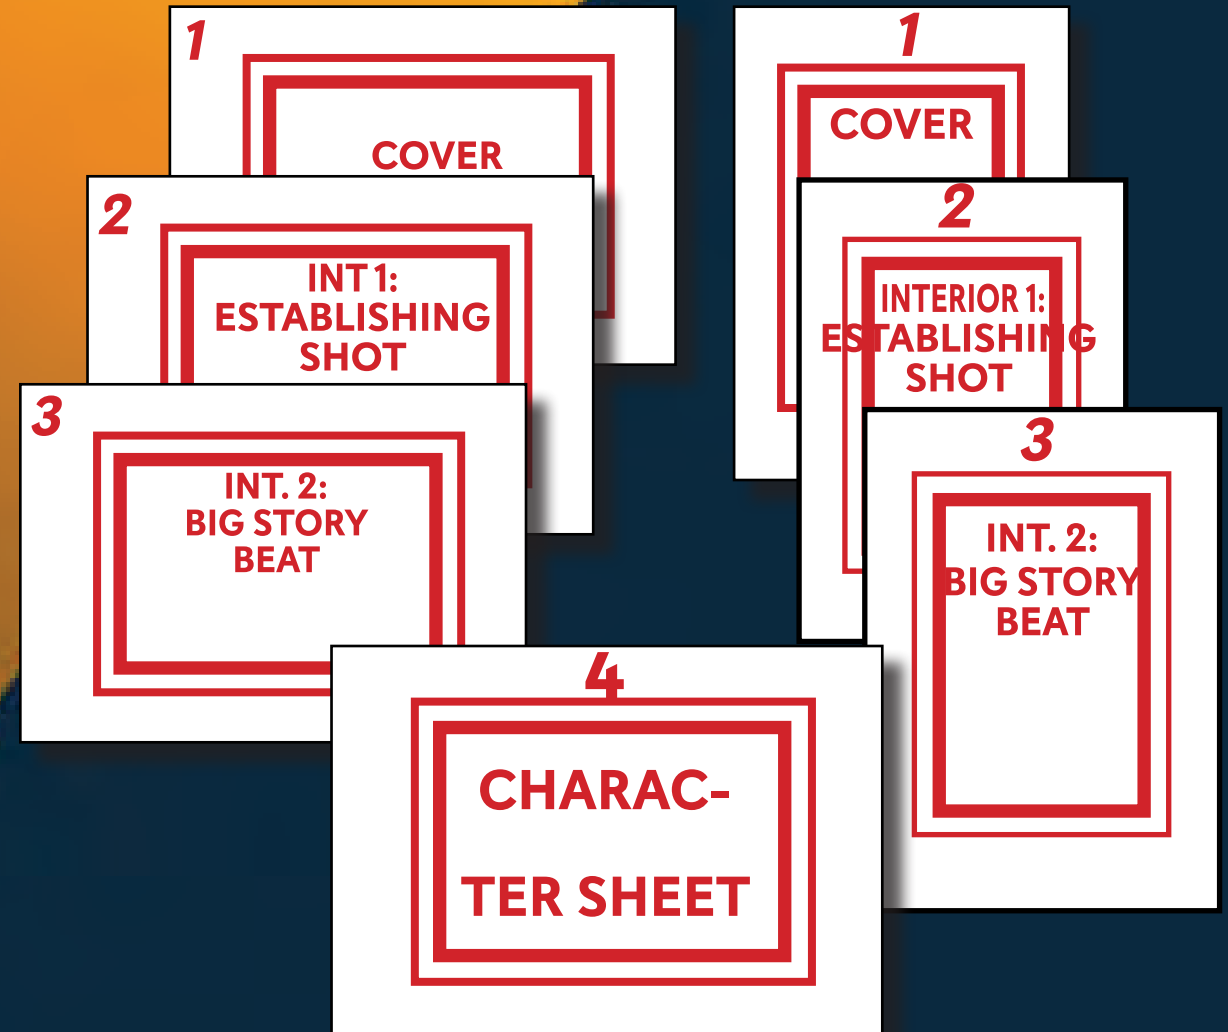 1
COVER
2
INT 1:
ESTABLISHING
SHOT
3
INT. 2:
BIG STORY
BEAT
1
COVER
2
INTERIOR 1:
ESTABLISHING
SHOT
3
INT. 2:
BIG STORY
BEAT
4
CHARAC-
TER SHEET